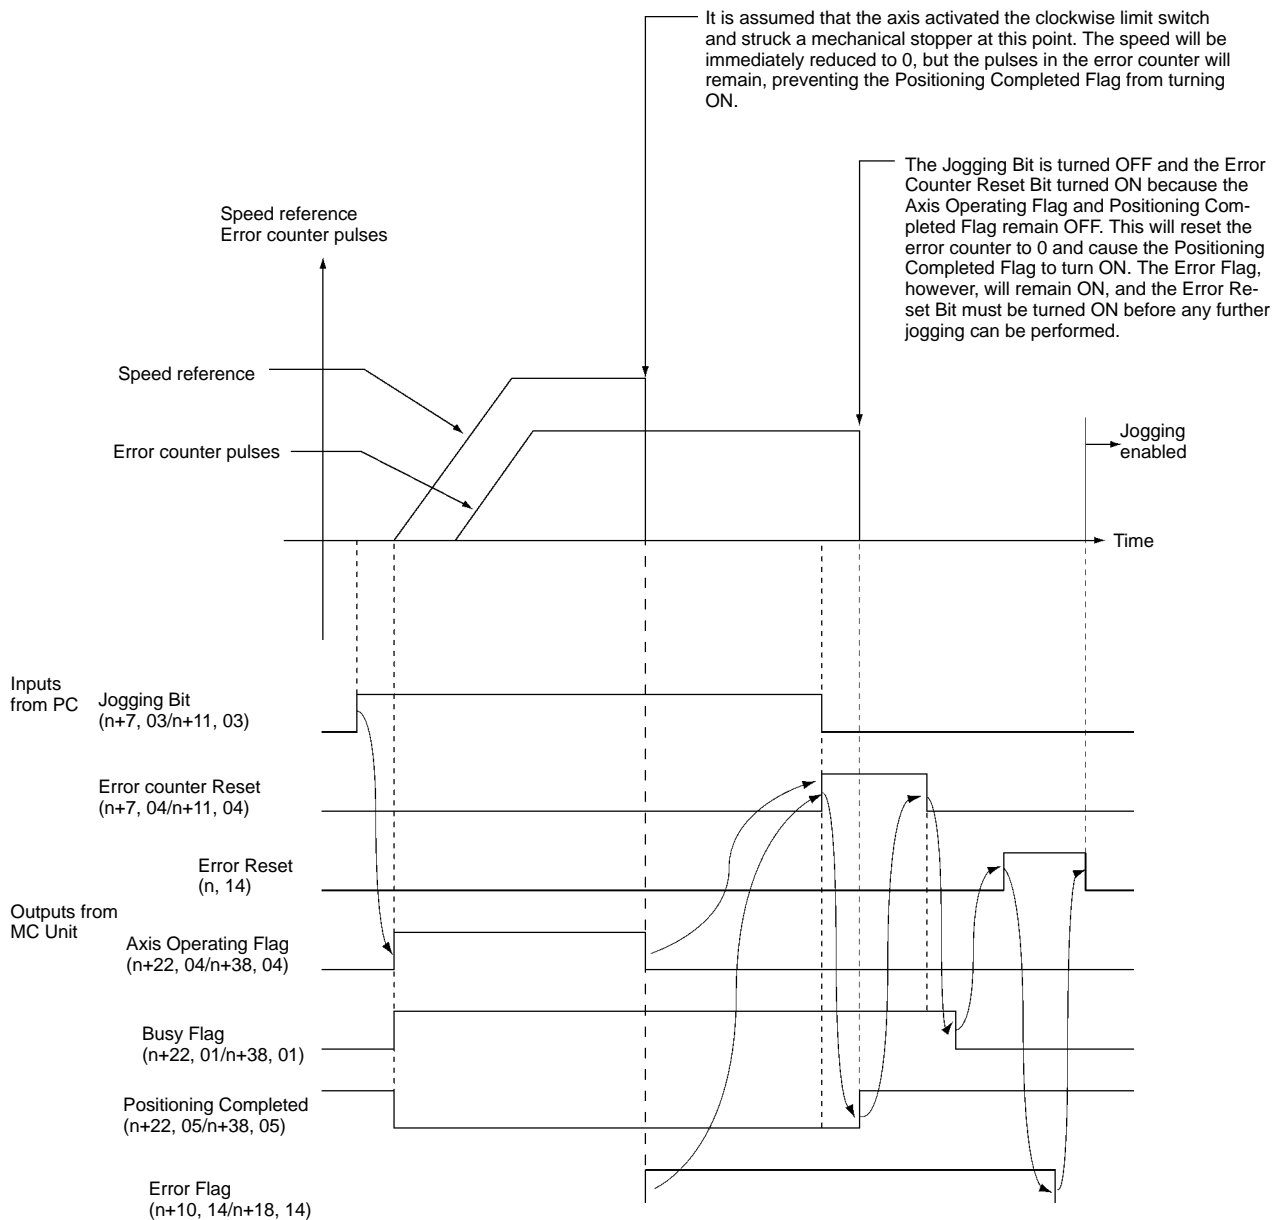 It is assumed that the axis activated the clockwise limit switch
and struck a mechanical stopper at this point. The speed will be
immediately reduced to 0, but the pulses in the error counter will
remain, preventing the Positioning Completed Flag from turning
ON.
The Jogging Bit is turned OFF and the Error
Counter Reset Bit turned ON because the
Axis Operating Flag and Positioning Com-
pleted Flag remain OFF. This will reset the
error counter to 0 and cause the Positioning
Completed Flag to turn ON. The Error Flag,
however, will remain ON, and the Error Re-
set Bit must be turned ON before any further
jogging can be performed.
Speed reference
Error counter pulses
Speed reference
Error counter pulses
Jogging
enabled
Time
Inputs
from PC
Jogging Bit
(n+7, 03/n+11, 03)
Error counter Reset
(n+7, 04/n+11, 04)
Error Reset
(n, 14)
Outputs from
MC Unit
Axis Operating Flag
(n+22, 04/n+38, 04)
Busy Flag
(n+22, 01/n+38, 01)
Positioning Completed
(n+22, 05/n+38, 05)
Error Flag
(n+10, 14/n+18, 14)